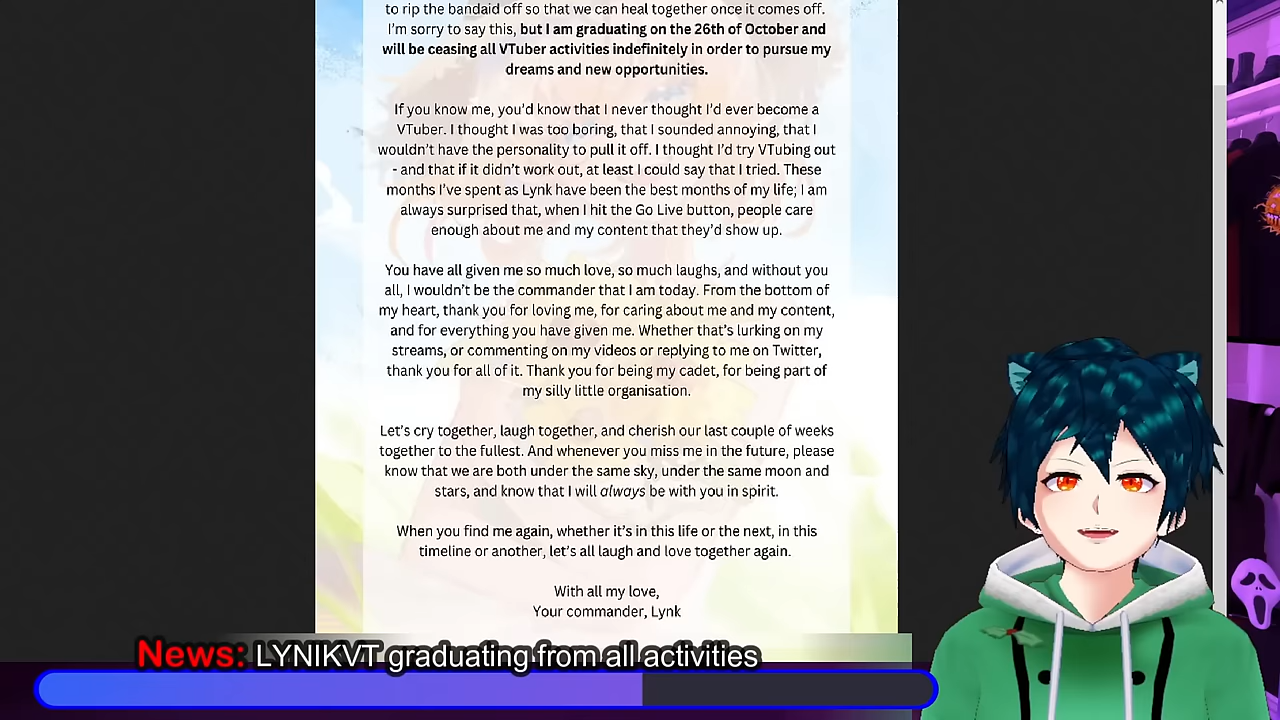 to rip the bandaid off so that we can heal together once it comes off.
I'm sorry to say this, but I am graduating on the 26th of October and
will be ceasing all VTuber activities indefinitely in order to pursue my
dreams and new opportunities.
If you know me, you'd know that I never thought I'd ever become a
VTuber. I thought I was too boring, that I sounded annoying, that I
wouldn't have the personality to pull it off. I thought I'd try VTubing out
- and that if it didn't work out, at least I could say that I tried. These
months I've spent as Lynk have been the best months of my life; I am
always surprised that, when I hit the Go Live button, people care
enough about me and my content that they'd show up.
You have all given me so much love, so much laughs, and without you
all, I wouldn't be the commander that I am today. From the bottom of
my heart, thank you for loving me, for caring about me and my content,
and for everything you have given me. Whether that's lurking on my
streams, or commenting on my videos or replying to me on Twitter,
thank you for all of it. Thank you for being my cadet, for being part of
my silly little organisation.
Let's cry together, laugh together, and cherish our last couple of weeks
together to the fullest. And whenever you miss me in the future, please
know that we are both under the same sky, under the same moon and
stars, and know that I will always be with you in spirit.
When you find me again, whether it's in this life or the next, in this
timeline or another, let's all laugh and love together again.
With all my love,
Your commander, Lynk
News: LYNIKVT graduating from all activities